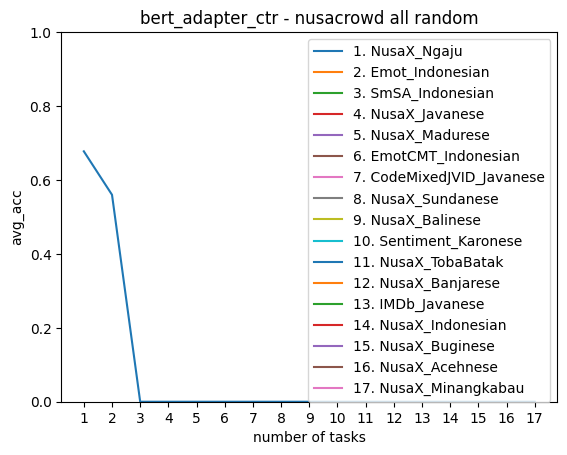 bert_adapter_ctr - nusacrowd all random
1.0
0.8
0.6
0.4
0.2
0.0
avg_acc
1. NusaX_Ngaju
2. Emot_Indonesian
3. SmSA_Indonesian
4. NusaX_Javanese
5. NusaX_Madurese
6. EmotCMT_Indonesian
7. CodeMixedJVID_Javanese
8. NusaX_Sundanese
9. NusaX_Balinese
10. Sentiment_Karonese
11. NusaX_TobaBatak
12. NusaX_Banjarese
13. IMDb_Javanese
14. NusaX_Indonesian
15. NusaX_Buginese
16. NusaX_Acehnese
17. NusaX_Minangkabau
1 2 3 4 5 6 7 8 9 10 11 12 13 14 15 16 17
number of tasks